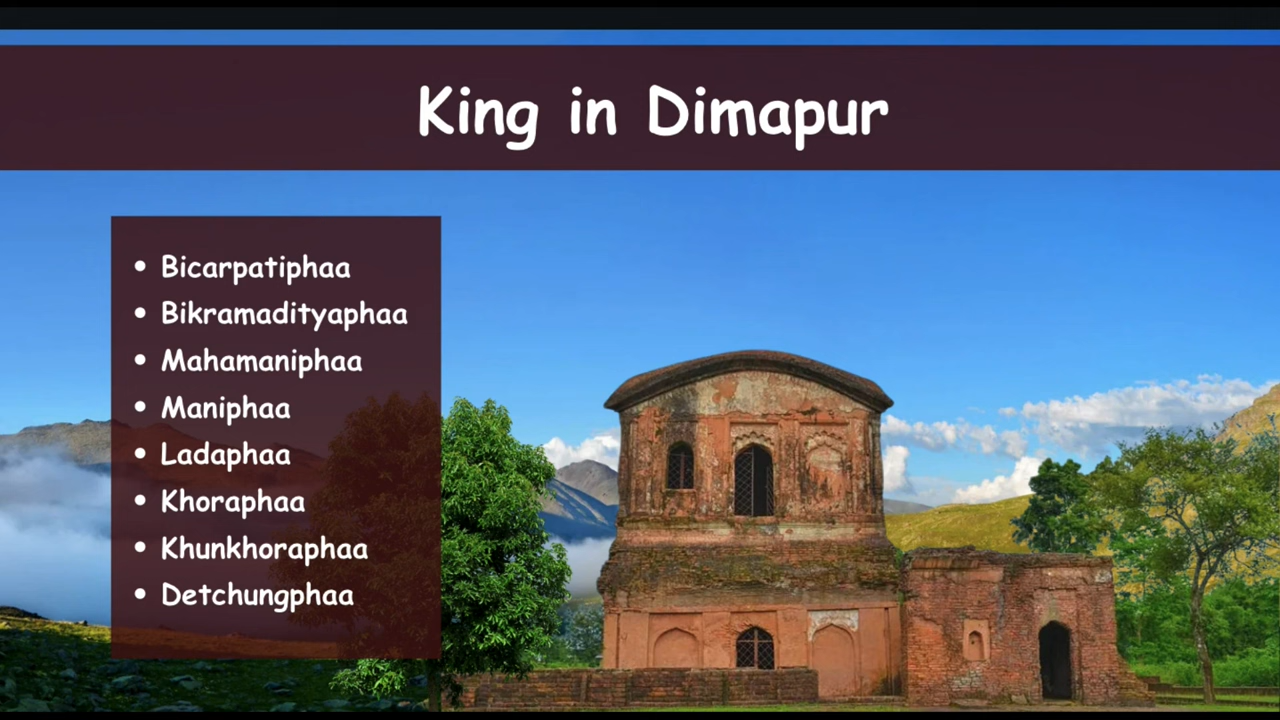 King in Dimapur
• Bicarpatiphaa
• Bikramadityaphaa
• Mahamaniphaa
• Maniphaa
• Ladaphaa
• Khoraphaa
• Khunkhoraphaa
• Detchungphaa